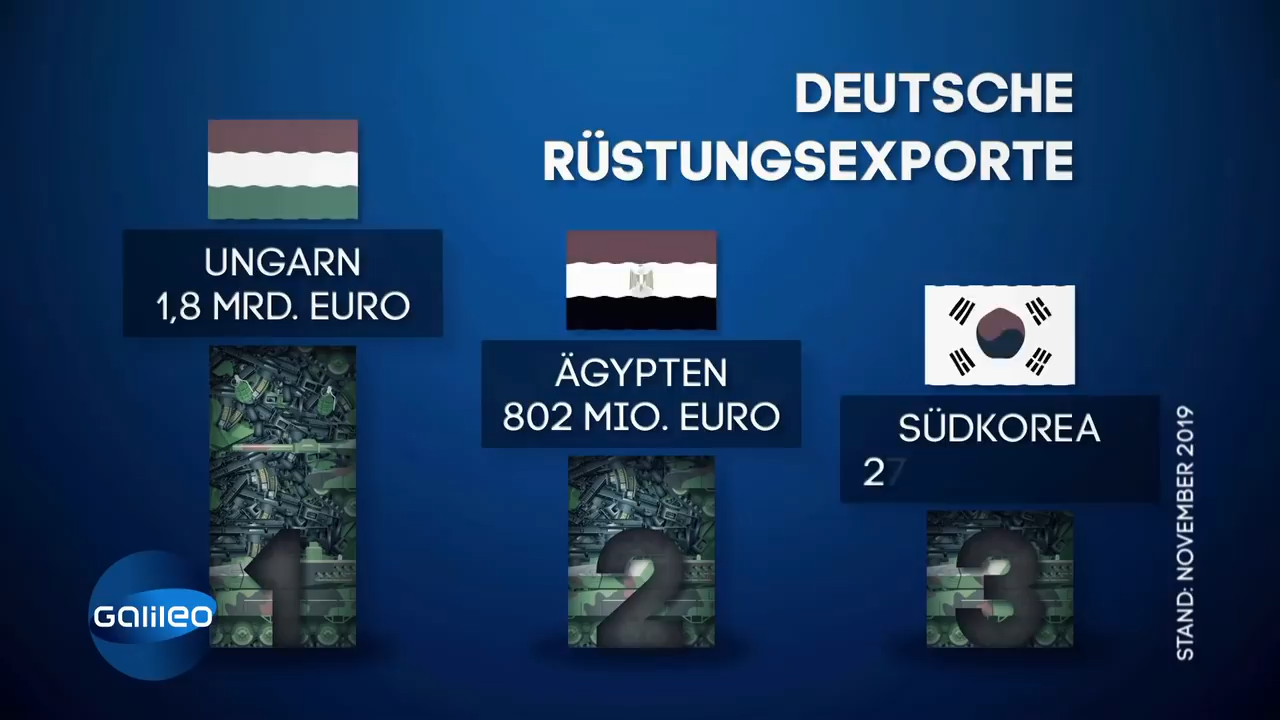 DEUTSCHE
RÜSTUNGSEXPORTE
UNGARN
1,8 MRD. EURO
ÄGYPTEN
802 MIO. EURO
SÜDKOREA
27
1
2
3
GALILEO
STAND: NOVEMBER 2019